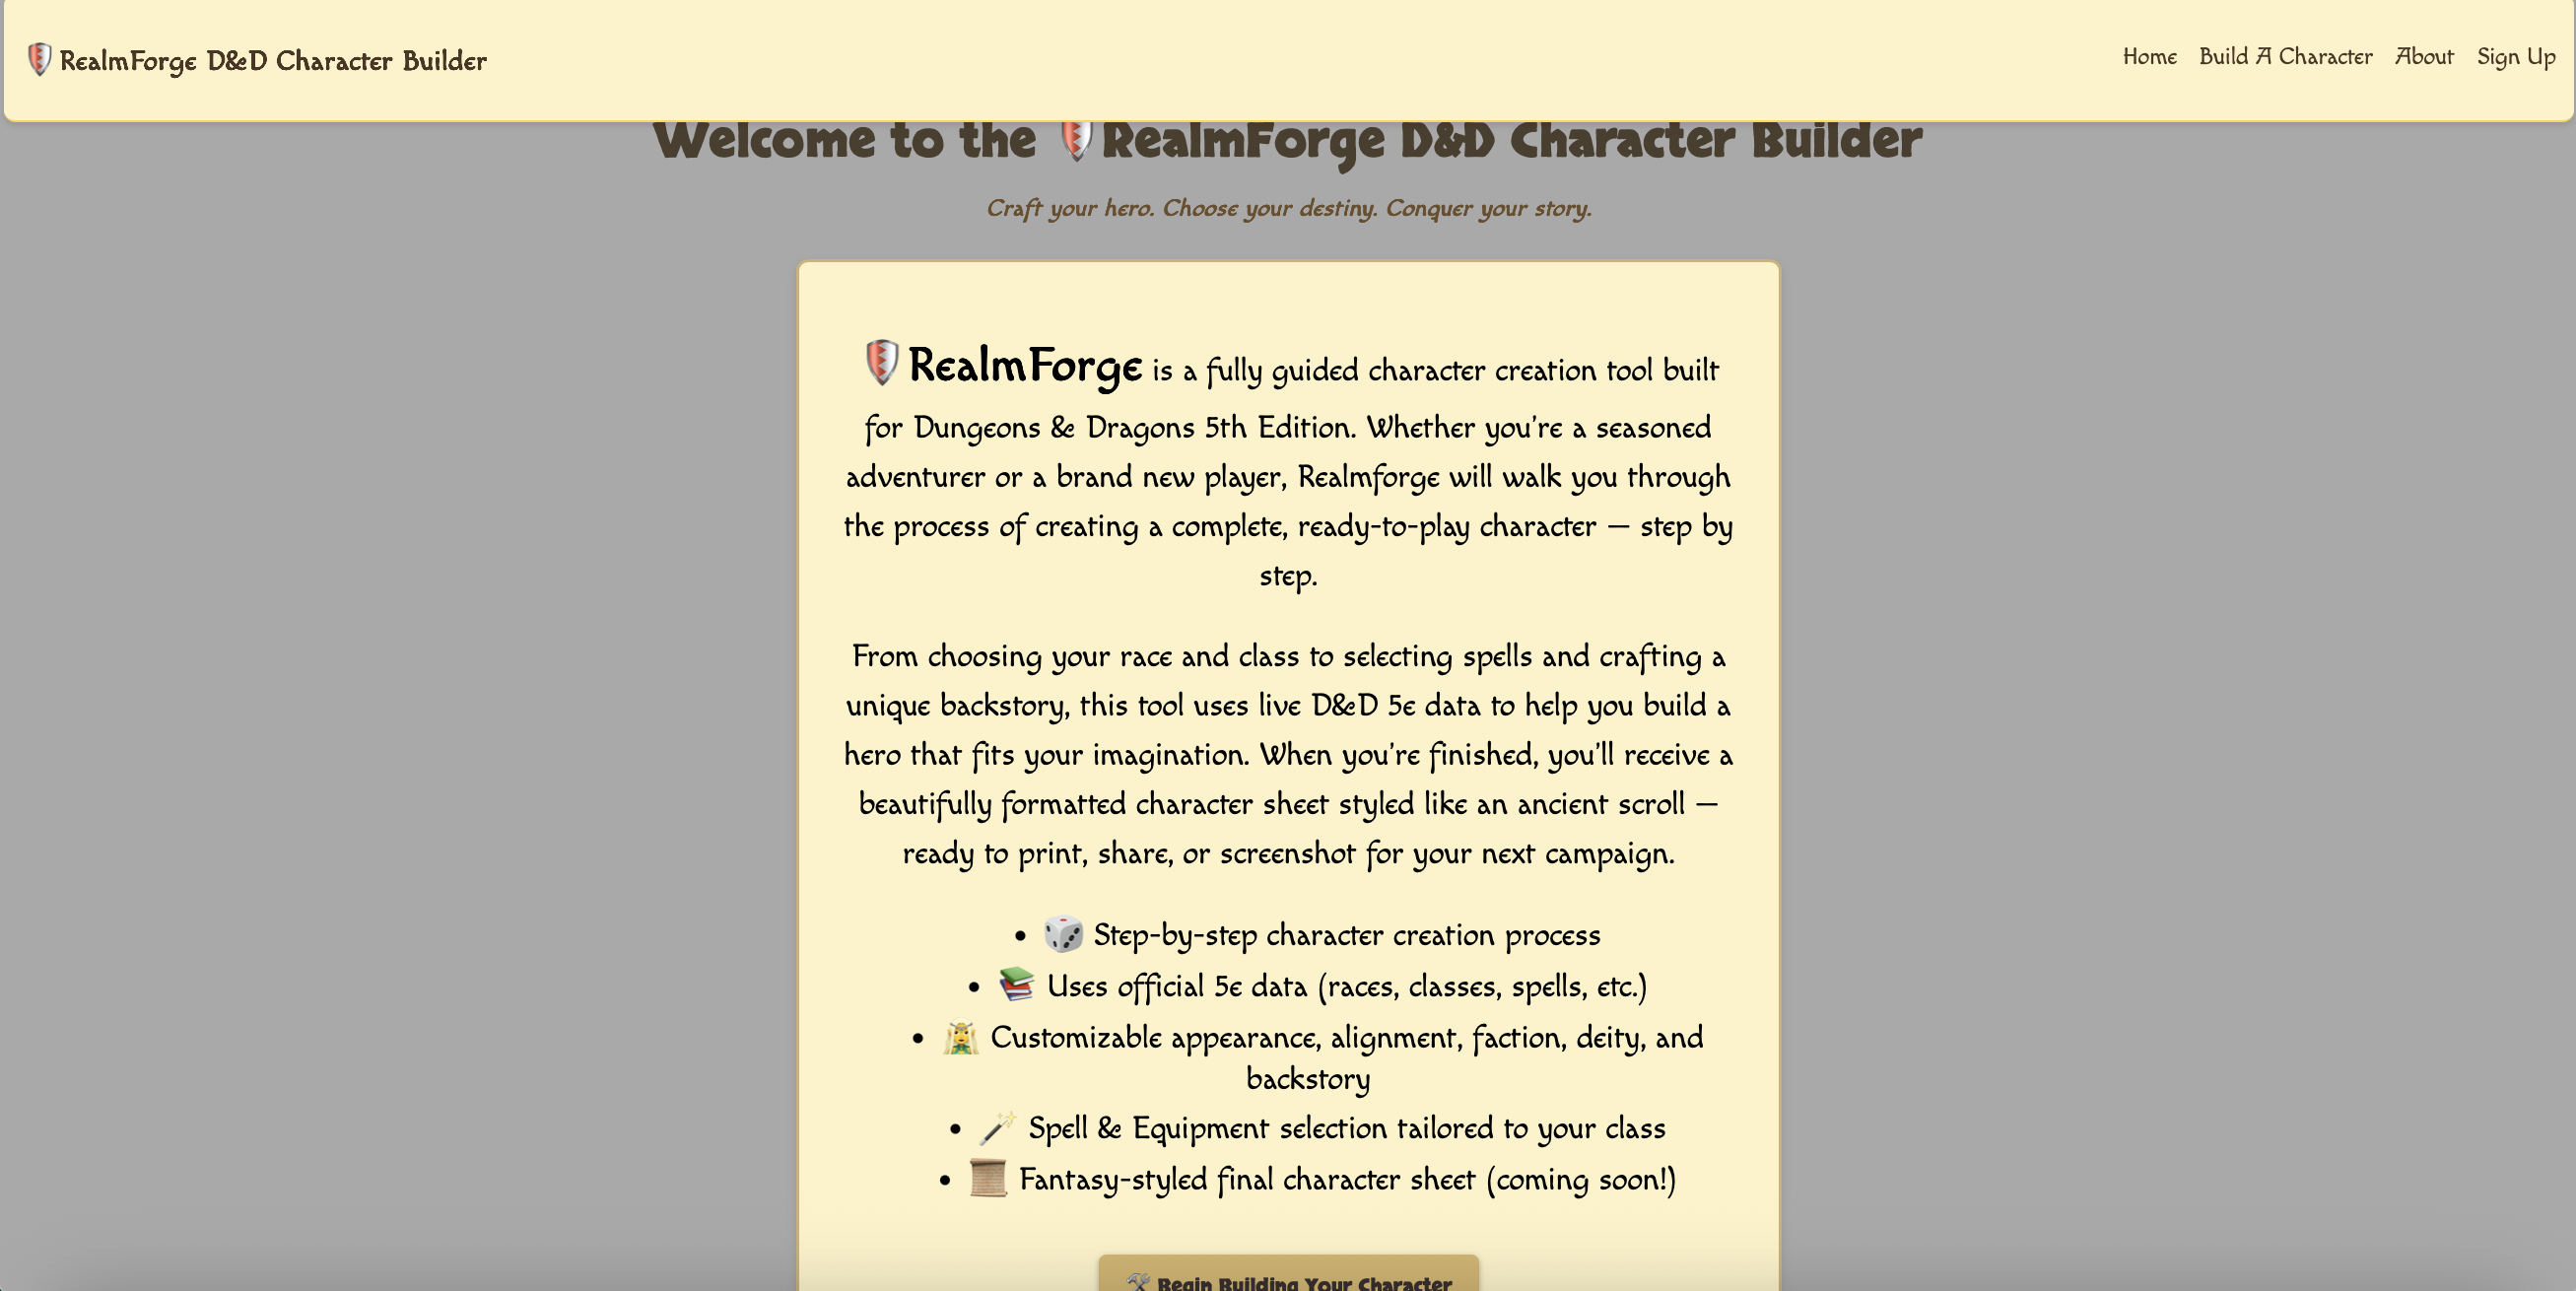 RealmForge D&D Character Builder
Home Build A Character About Sign Up
Welcome to the RealmForge D&D Character Builder
Craft your hero. Choose your destiny. Conquer your story.
RealmForge is a fully guided character creation tool built
for Dungeons & Dragons 5th Edition. Whether you're a seasoned
adventurer or a brand new player, Realmforge will walk you through
the process of creating a complete, ready-to-play character — step by
step.
From choosing your race and class to selecting spells and crafting a
unique backstory, this tool uses live D&D 5e data to help you build a
hero that fits your imagination. When you're finished, you'll receive a
beautifully formatted character sheet styled like an ancient scroll —
ready to print, share, or screenshot for your next campaign.
• Step-by-step character creation process
• Uses official 5e data (races, classes, spells, etc.)
• Customizable appearance, alignment, faction, deity, and
backstory
• Spell & Equipment selection tailored to your class
• Fantasy-styled final character sheet (coming soon!)
Begin Building Your Character